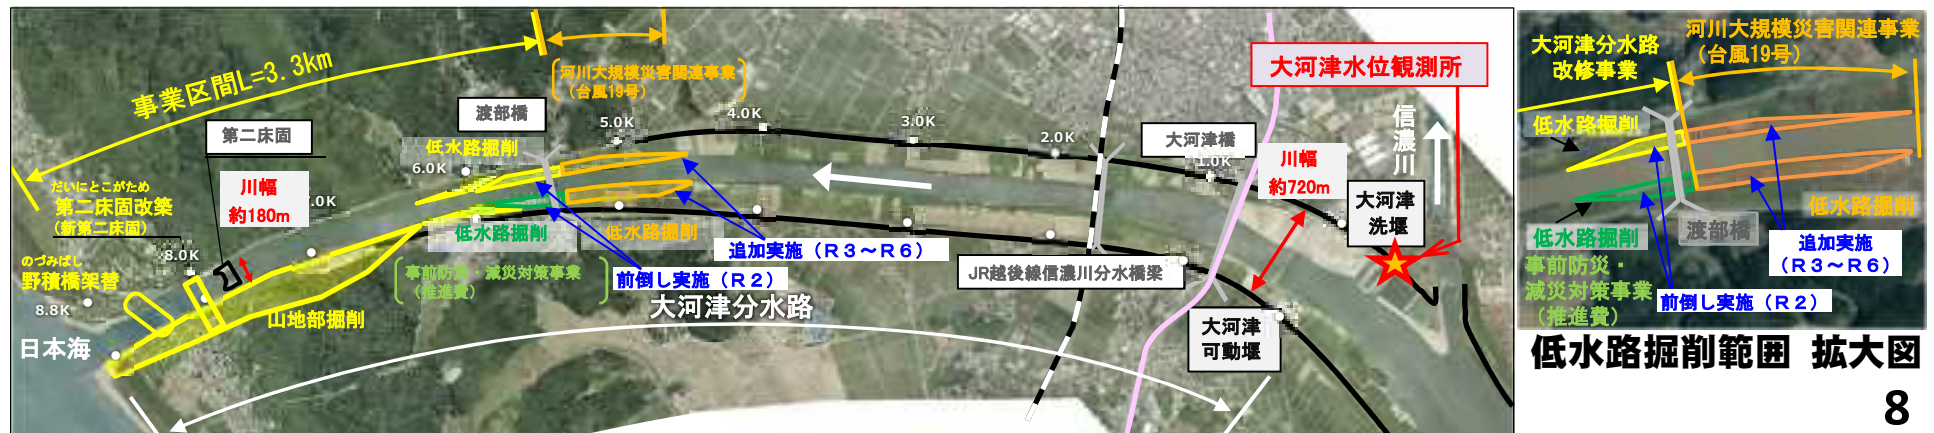 事業区間L=3.3km
河川大規模災害関連事業
（台風19号）
大河津水位観測所
渡部橋
第二床固
5.0K
4.0K
3.0K
2.0K
1.0K
大河津橋
信濃川
低水路掘削
6.0K
川幅
約180m
川幅
約720m
だいにとこがため
第二床固改築
（新第二床固）
.0K
大河津
洗堰
低水路掘削
低水路掘削
追加実施（R３～R６）
8.0K
のづみばし
野積橋架替
8.8K
事前防災・減災対策事業
（推進費）
前倒し実施（R２）
JR越後線信濃川分水橋梁
大河津分水路
山地部掘削
大河津
可動堰
日本海
大河津分水路
改修事業
河川大規模災害関連事業
（台風19号）
低水路掘削
低水路掘削
渡部橋
低水路掘削
追加実施
（R３～R６）
事前防災・
減災対策事業
（推進費）
前倒し実施（R２）
低水路掘削範囲 拡大図
8